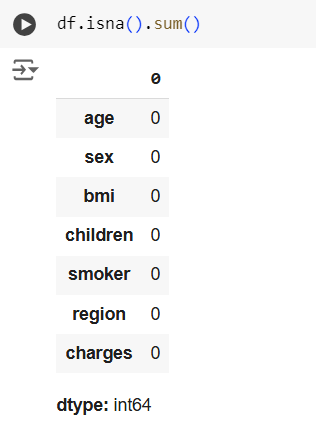 df.isna().sum()
0
age 0
sex 0
bmi 0
children 0
smoker 0
region 0
charges 0
dtype: int64